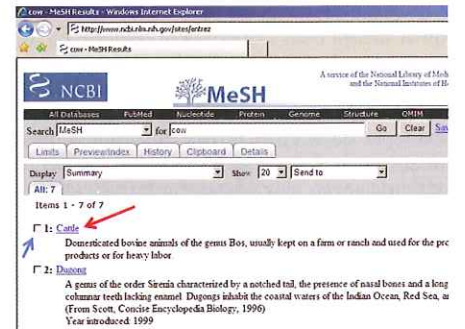 cow - MeSH Results - Windows Internet Explorer
http://www.ncbi.nlm.nih.gov/sites/entrez
cow - MeSH Results
NCBI
MeSH
A service of the National Library of
and the National Institutes of
All Databases PubMed Nucleotide Protein Genome Structure OMIM
Search MeSH for cow Go Clear
Limits Preview/Index History Clipboard Details
Display Summary Show 20 Send to
All: 7
Items 1 - 7 of 7
1: Cattle
Domesticated bovine animals of the genus Bos, usually kept on a farm or ranch and used for the
products or for heavy labor
2: Dugong
A genus of the order Sirenia characterized by a notched tail, the presence of nasal bones and a long
columnar teeth lacking enamel. Dugongs inhabit the coastal waters of the Indian Ocean, Red Sea,
(From Scott, Concise Encyclopedia Biology, 1996)
Year introduced: 1999